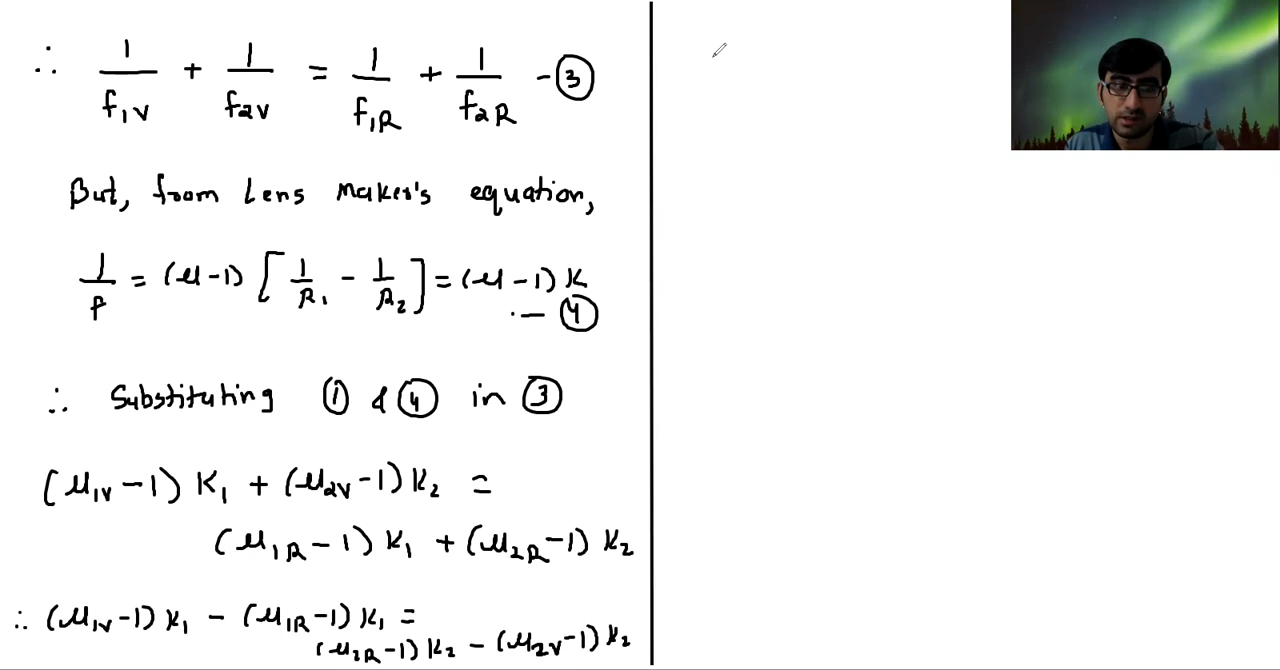 ∴ 1/f₁V + 1/f₂V = 1/f₁R + 1/f₂R - ③
But, from Lens Maker's equation,
1/f = (μ-1) [1/R₁ - 1/R₂] = (μ-1) K
- ④
∴ Substituting ① & ④ in ③
(μ₁V - 1) K₁ + (μ₂V - 1) K₂ =
(μ₁R - 1) K₁ + (μ₂R - 1) K₂
∴ (μ₁V - 1) K₁ - (μ₁R - 1) K₁ =
(μ₂R - 1) K₂ - (μ₂V - 1) K₂